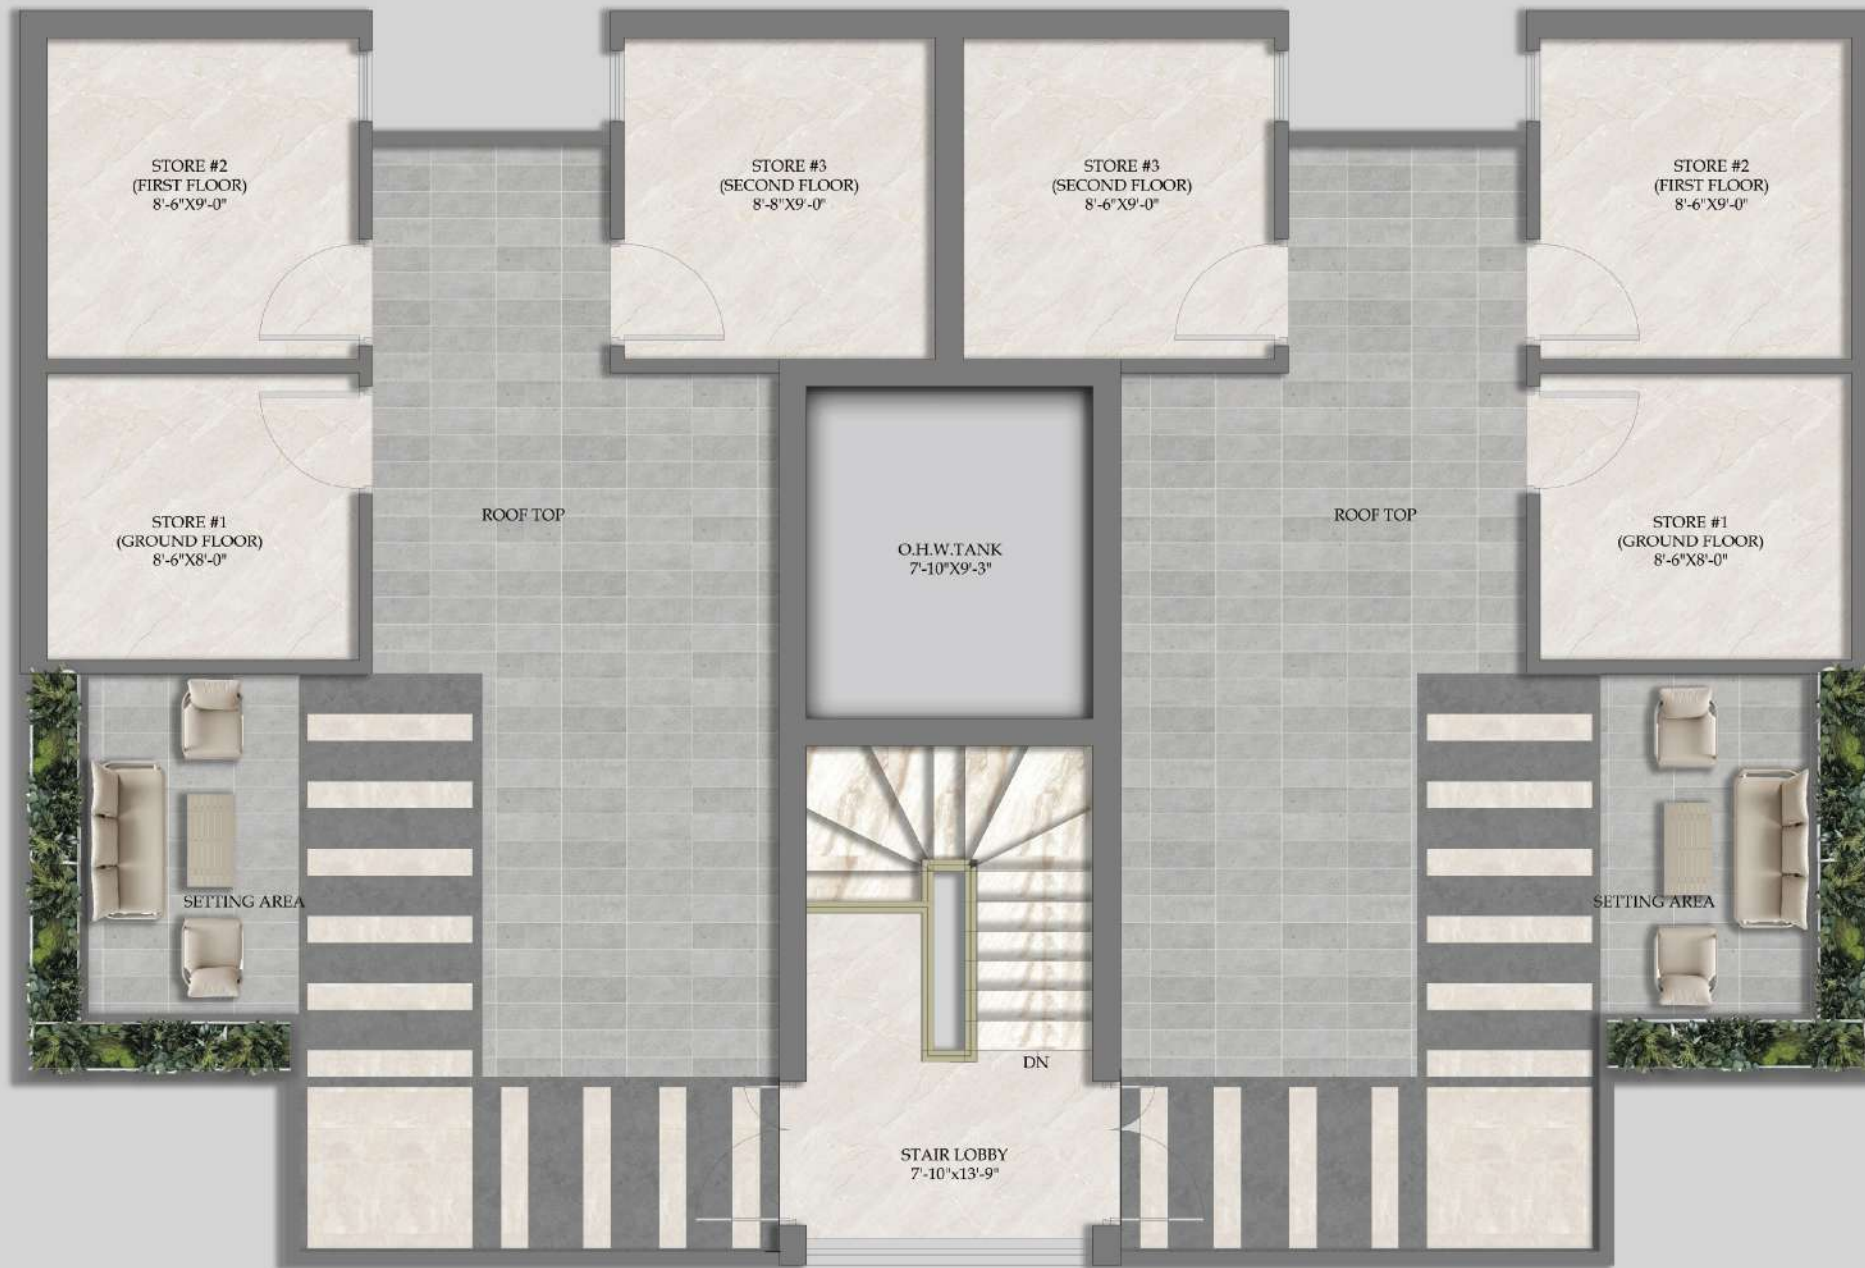 STORE #2
(FIRST FLOOR)
8'-6"X9'-0"
STORE #3
(SECOND FLOOR)
8'-8"X9'-0"
STORE #3
(SECOND FLOOR)
8'-6"X9'-0"
STORE #2
(FIRST FLOOR)
8'-6"X9'-0"
STORE #1
(GROUND FLOOR)
8'-6"X8'-0"
ROOF TOP
O.H.W.TANK
7'-10"X9'-3"
ROOF TOP
STORE #1
(GROUND FLOOR)
8'-6"X8'-0"
SETTING AREA
SETTING AREA
DN
STAIR LOBBY
7'-10"x13'-9"